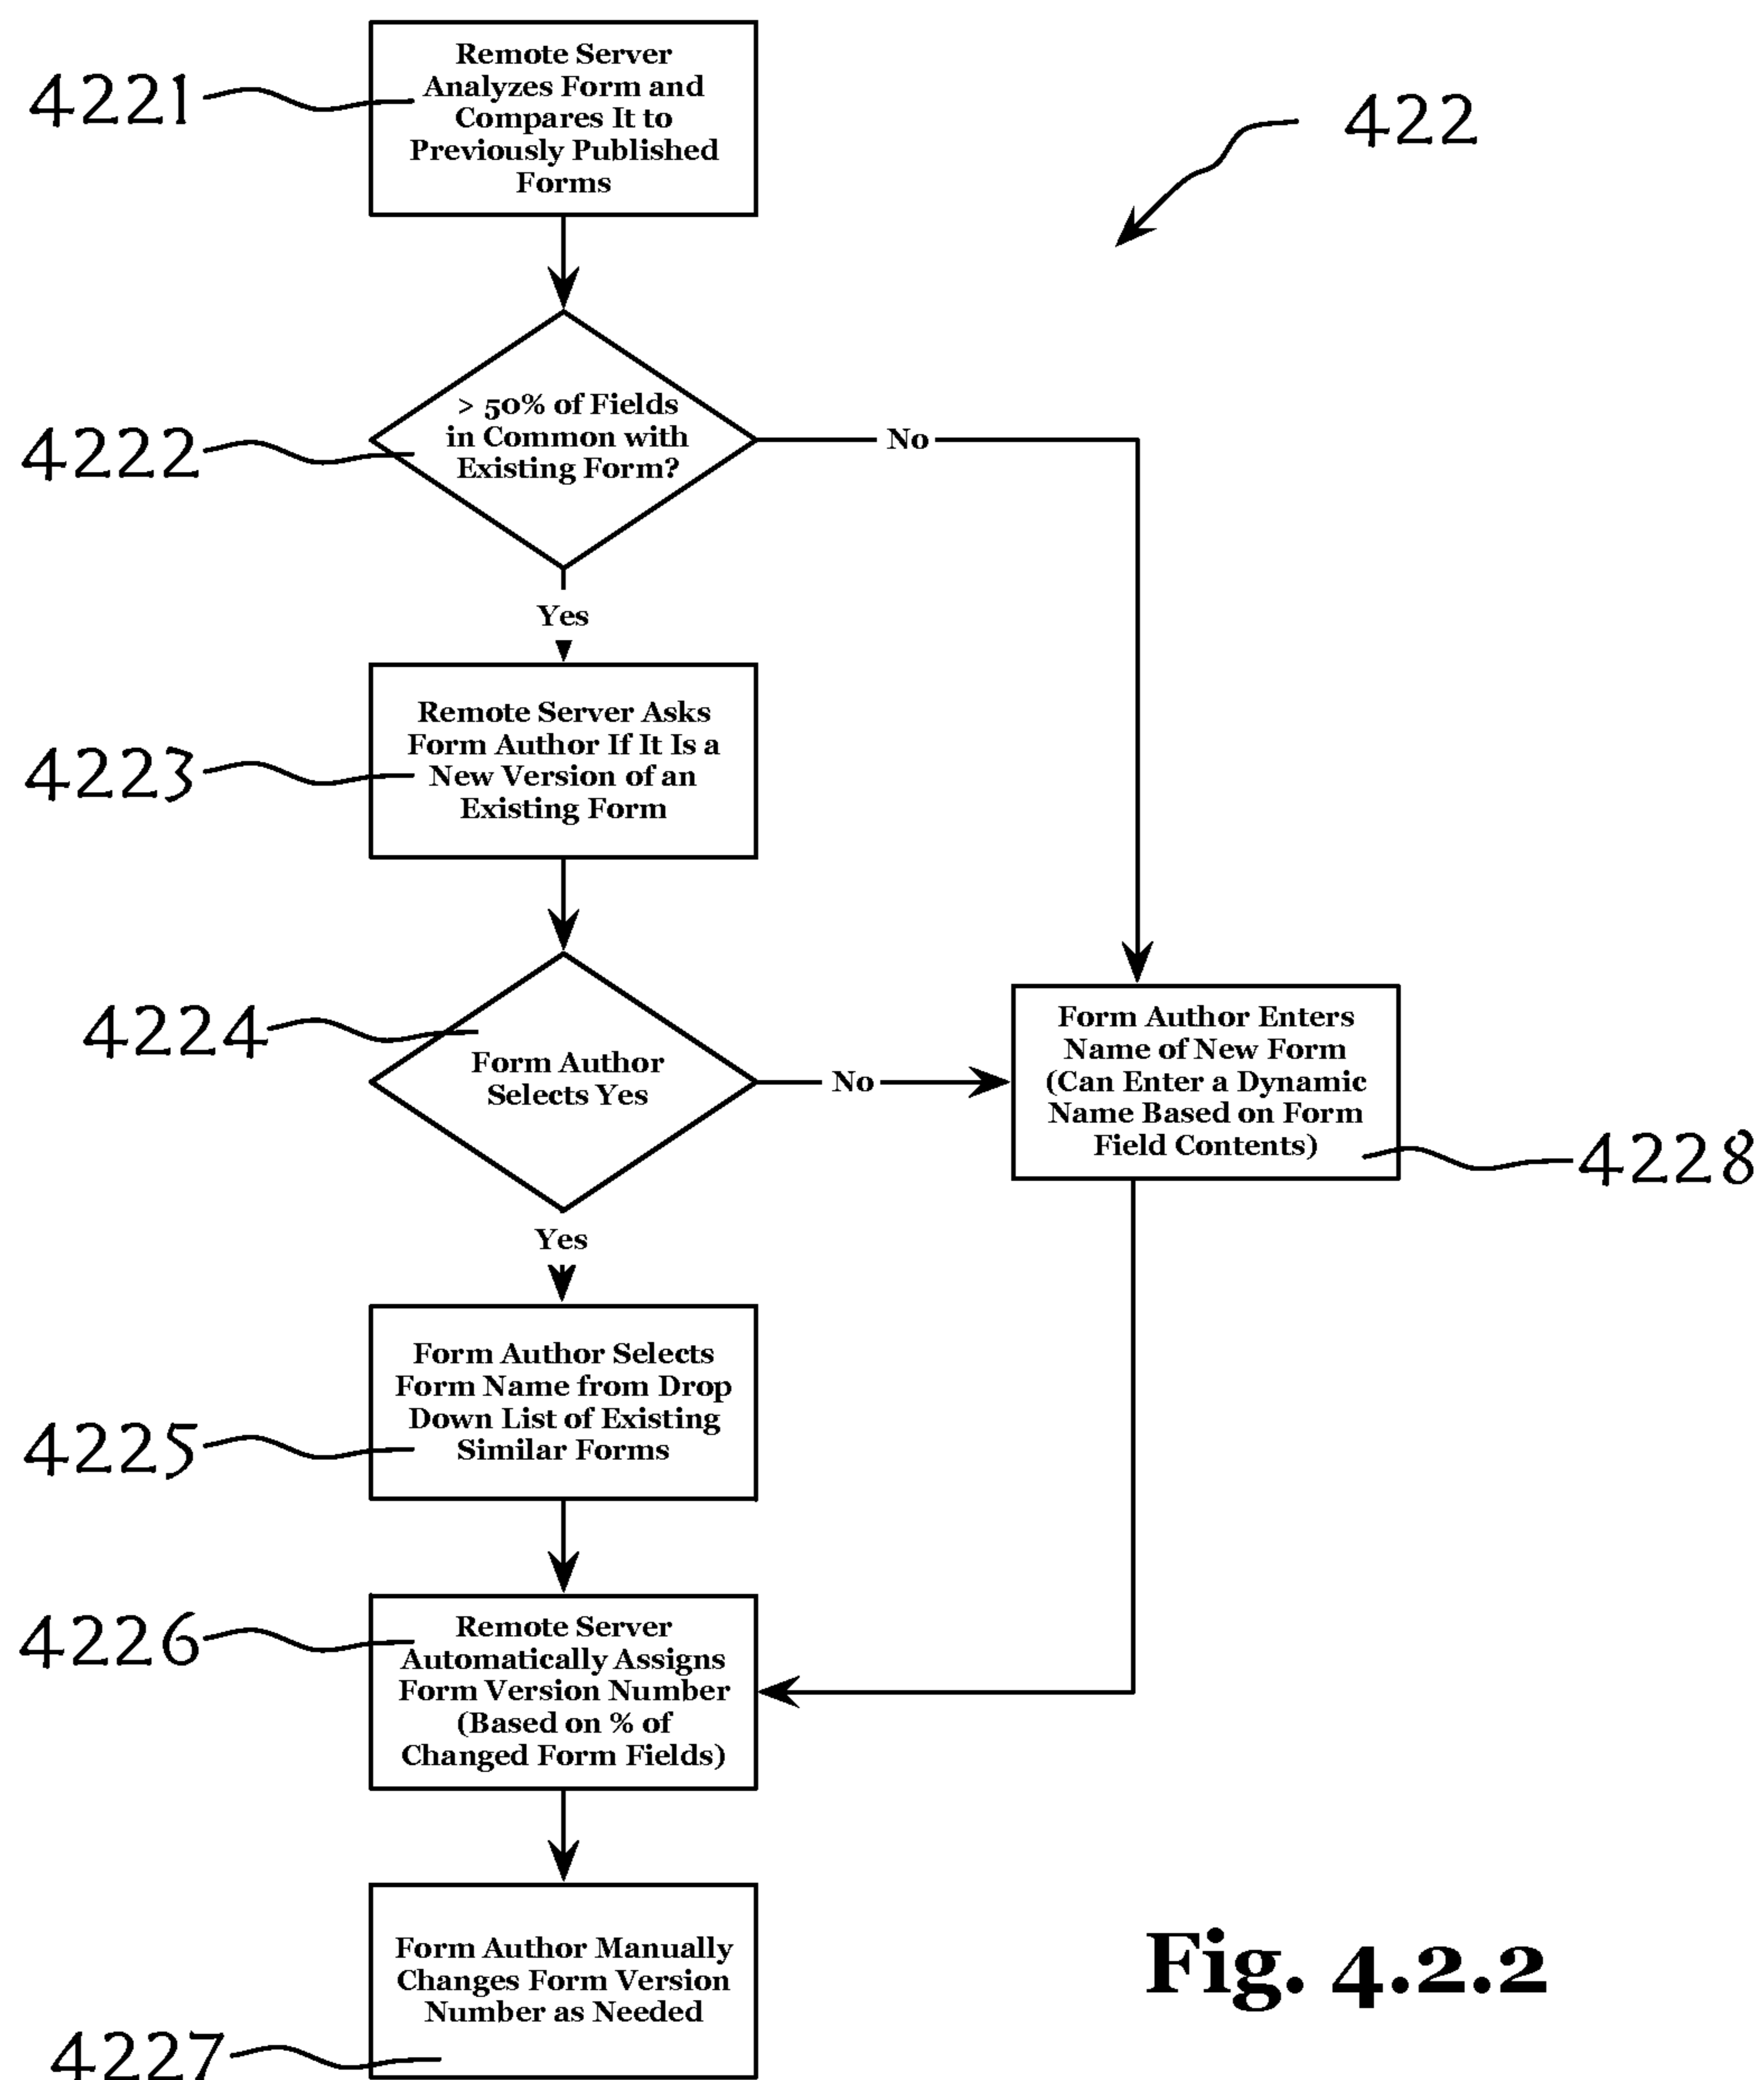 Remote Server
Analyzes Form and
Compares It to
Previously Published
Forms
4221
422
> 50% of Fields
in Common with
Existing Form?
4222
No
Yes
Remote Server Asks
Form Author If It Is a
New Version of an
Existing Form
4223
4224
Form Author
Selects Yes
No
Form Author Enters
Name of New Form
(Can Enter a Dynamic
Name Based on Form
Field Contents)
4228
Yes
Form Author Selects
Form Name from Drop
Down List of Existing
Similar Forms
4225
Remote Server
Automatically Assigns
Form Version Number
(Based on % of
Changed Form Fields)
4226
Form Author Manually
Changes Form Version
Number as Needed
4227
Fig. 4.2.2